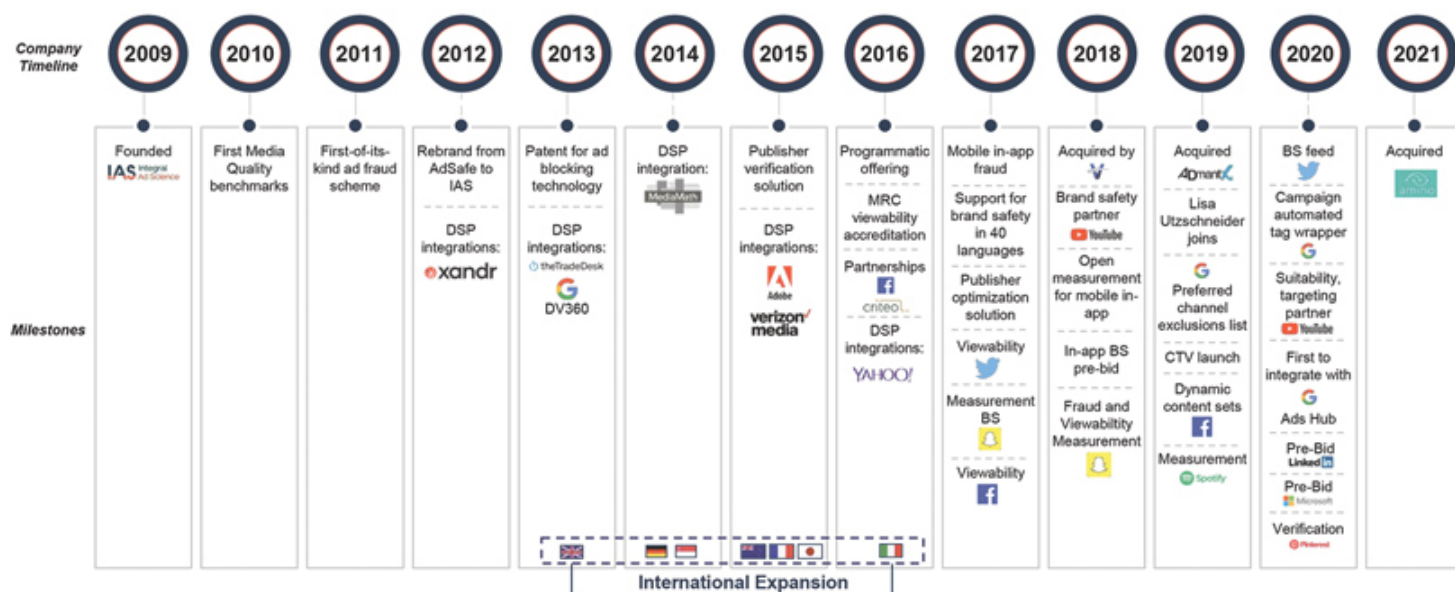 Company
Timeline
2009
2010
2011
2012
2013
2014
2015
2016
2017
2018
2019
2020
2021
Milestones
Founded
IAS Integral
Ad Science
First Media
Quality
benchmarks
First-of-its-
kind ad fraud
scheme
Rebrand from
AdSafe to
IAS
DSP
integrations:
xandr
Patent for ad
blocking
technology
DSP
integrations:
theTradeDesk
G
DV360
DSP
integration:
MediaMath
Publisher
verification
solution
DSP
integrations:
Adobe
verizon
media
Programmatic
offering
MRC
viewability
accreditation
Partnerships
f
criteo
DSP
integrations:
YAHOO!
Mobile in-app
fraud
Support for
brand safety
in 40
languages
Publisher
optimization
solution
Viewability
Measurement
BS
Viewability
f
Acquired by
V
Brand safety
partner
YouTube
Open
measurement
for mobile in-
app
In-app BS
pre-bid
Fraud and
Viewabiltity
Measurement
Acquired
ADmantX
Lisa
Utzschneider
joins
G
Preferred
channel
exclusions list
CTV launch
Dynamic
content sets
f
Measurement
Spotify
BS feed
Campaign
automated
tag wrapper
G
Suitability,
targeting
partner
YouTube
First to
integrate with
G
Ads Hub
Pre-Bid
Linked in
Pre-Bid
Microsoft
Verification
Pinterest
Acquired
amino
International Expansion